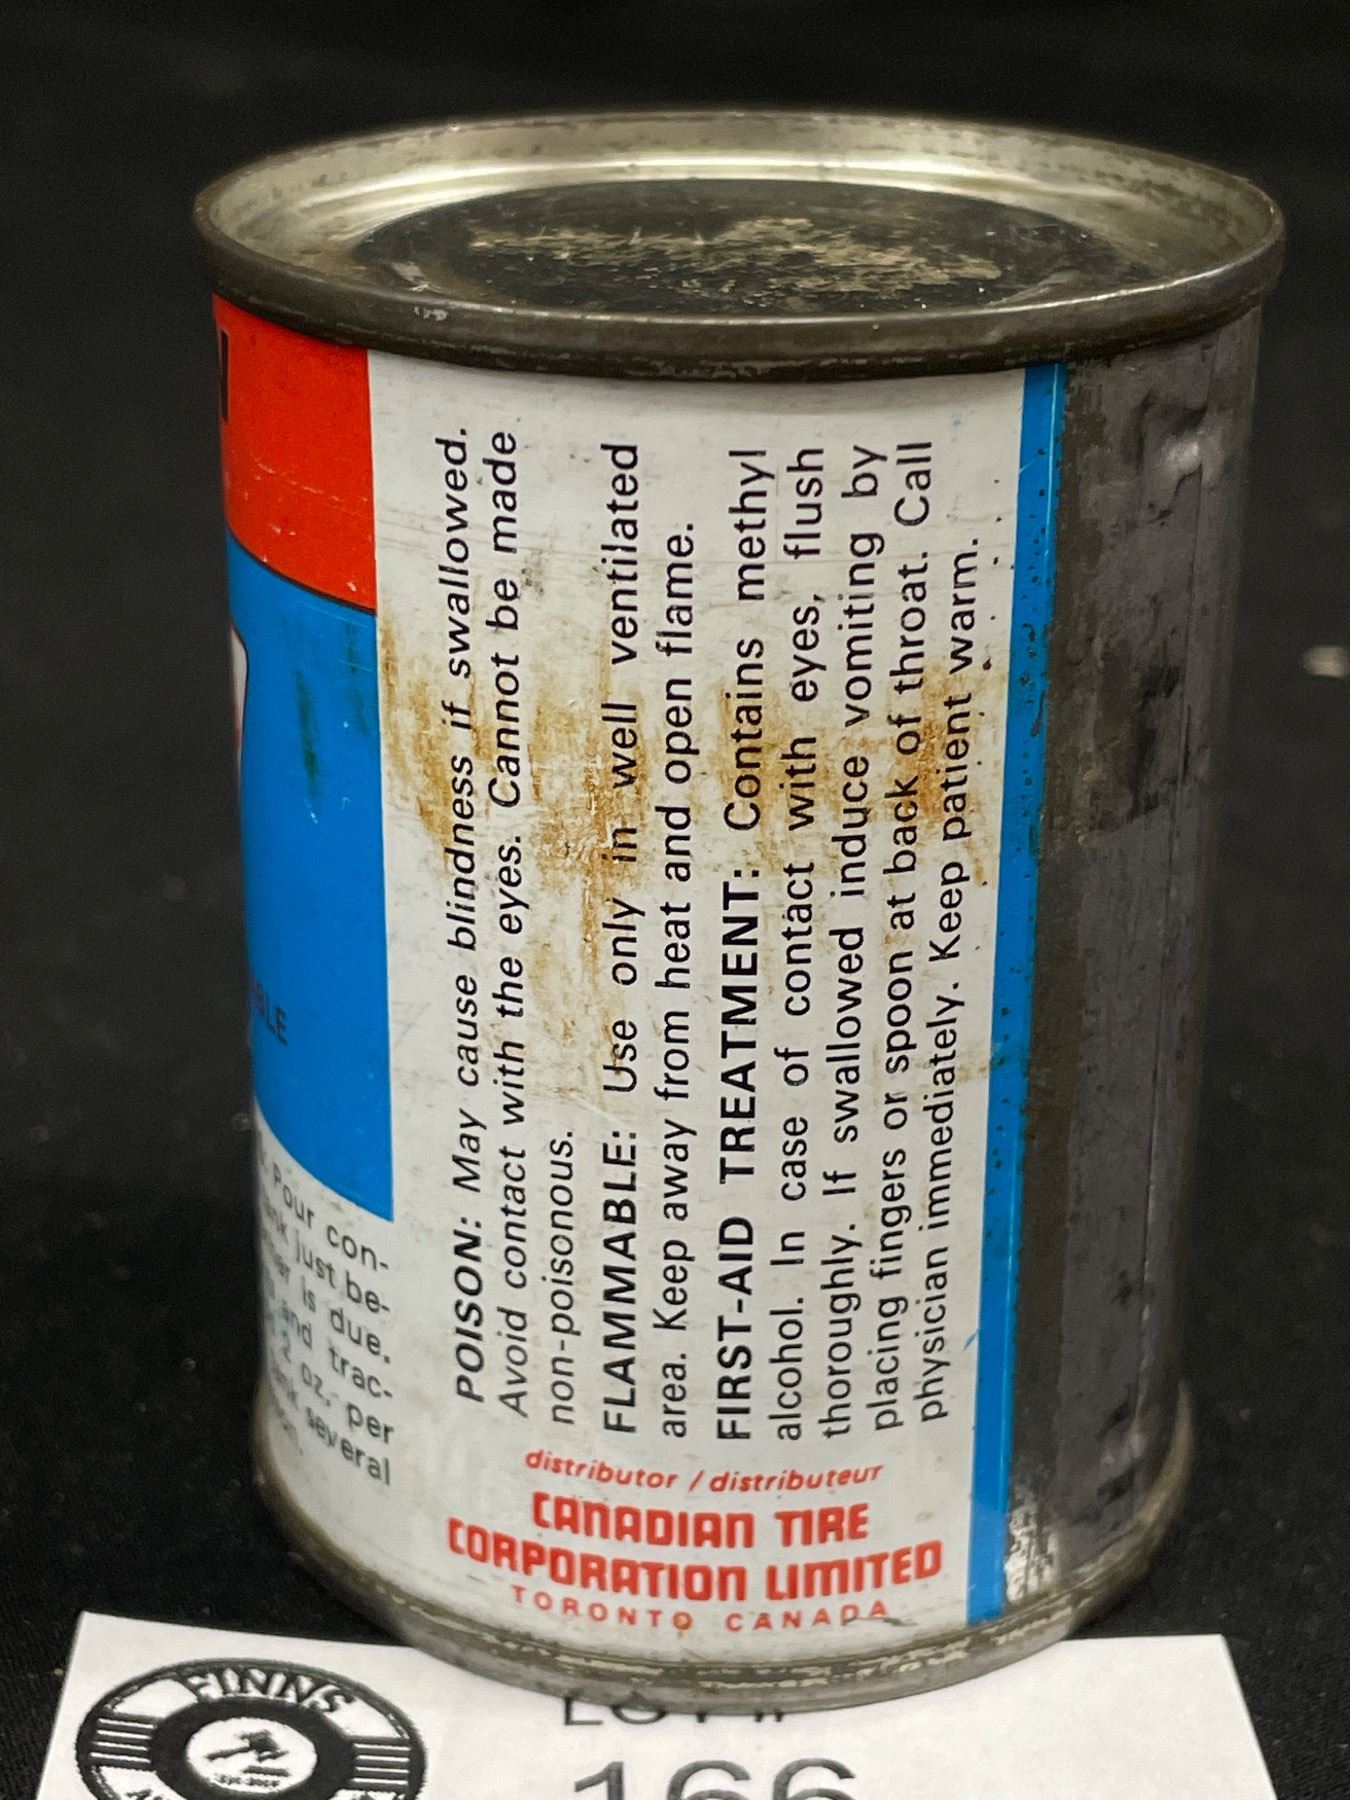 Pour con-
just be-
is due.
and trac-
2 oz. per
several
POISON: May cause blindness if swallowed.
Avoid contact with the eyes. Cannot be made
non-poisonous.
FLAMMABLE: Use only in well ventilated
area. Keep away from heat and open flame.
FIRST-AID TREATMENT: Contains methyl
alcohol. In case of contact with eyes, flush
thoroughly. If swallowed induce vomiting by
placing fingers or spoon at back of throat. Call
physician immediately. Keep patient warm.
distributor / distributeur
CANADIAN TIRE
CORPORATION LIMITED
TORONTO CANADA
FINNS
LOT #
166